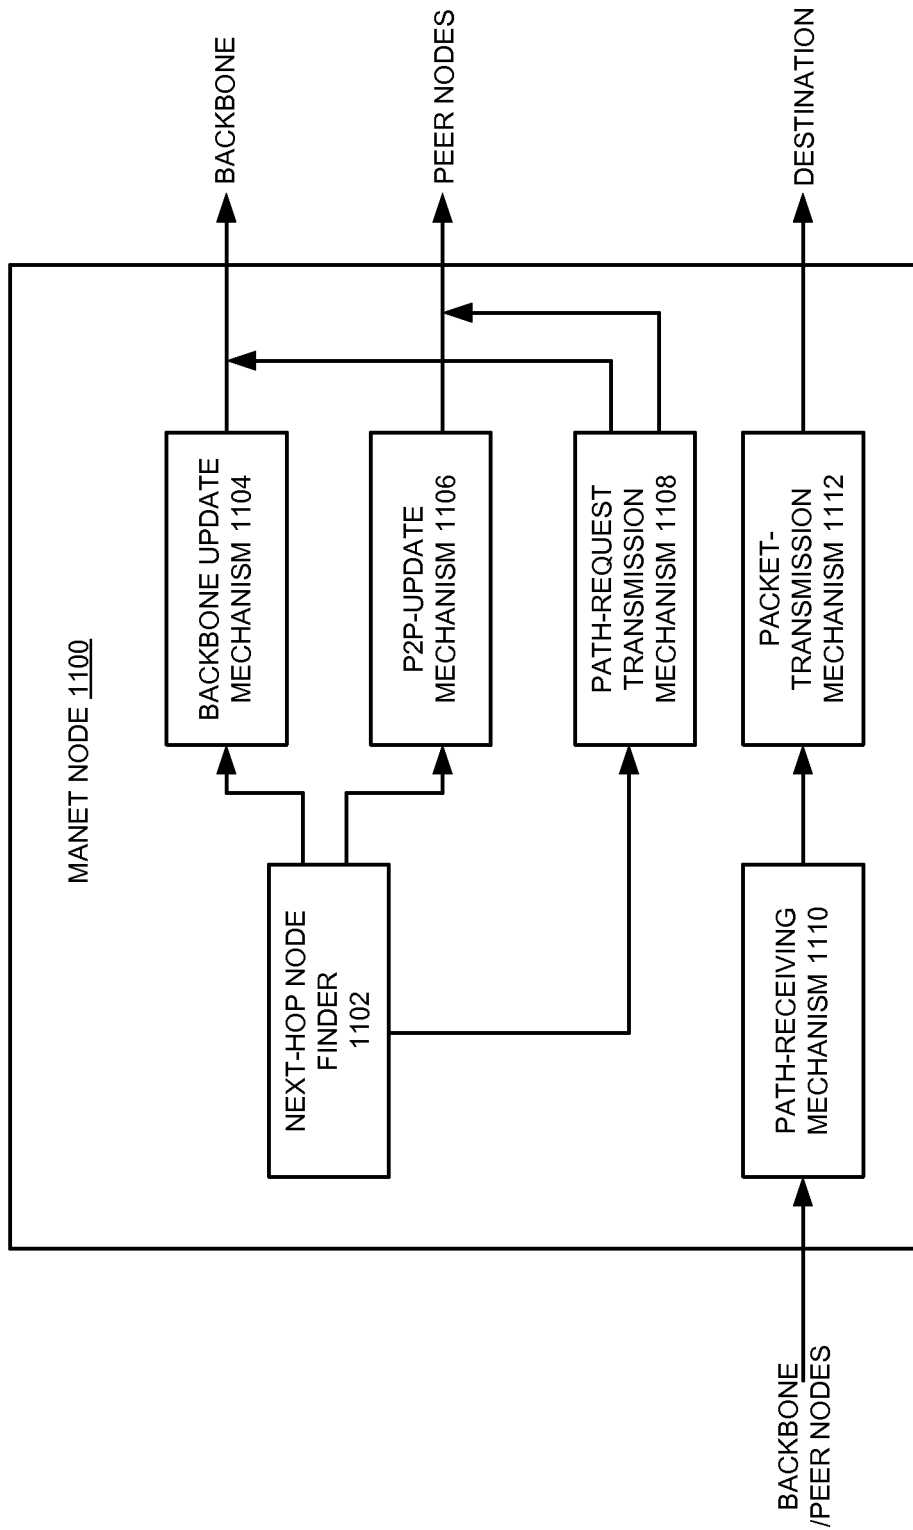 MANET NODE 1100
BACKBONE UPDATE
MECHANISM 1104
BACKBONE
NEXT-HOP NODE
FINDER
1102
P2P-UPDATE
MECHANISM 1106
PEER NODES
PATH-REQUEST
TRANSMISSION
MECHANISM 1108
BACKBONE
/PEER NODES
PATH-RECEIVING
MECHANISM 1110
PACKET-
TRANSMISSION
MECHANISM 1112
DESTINATION